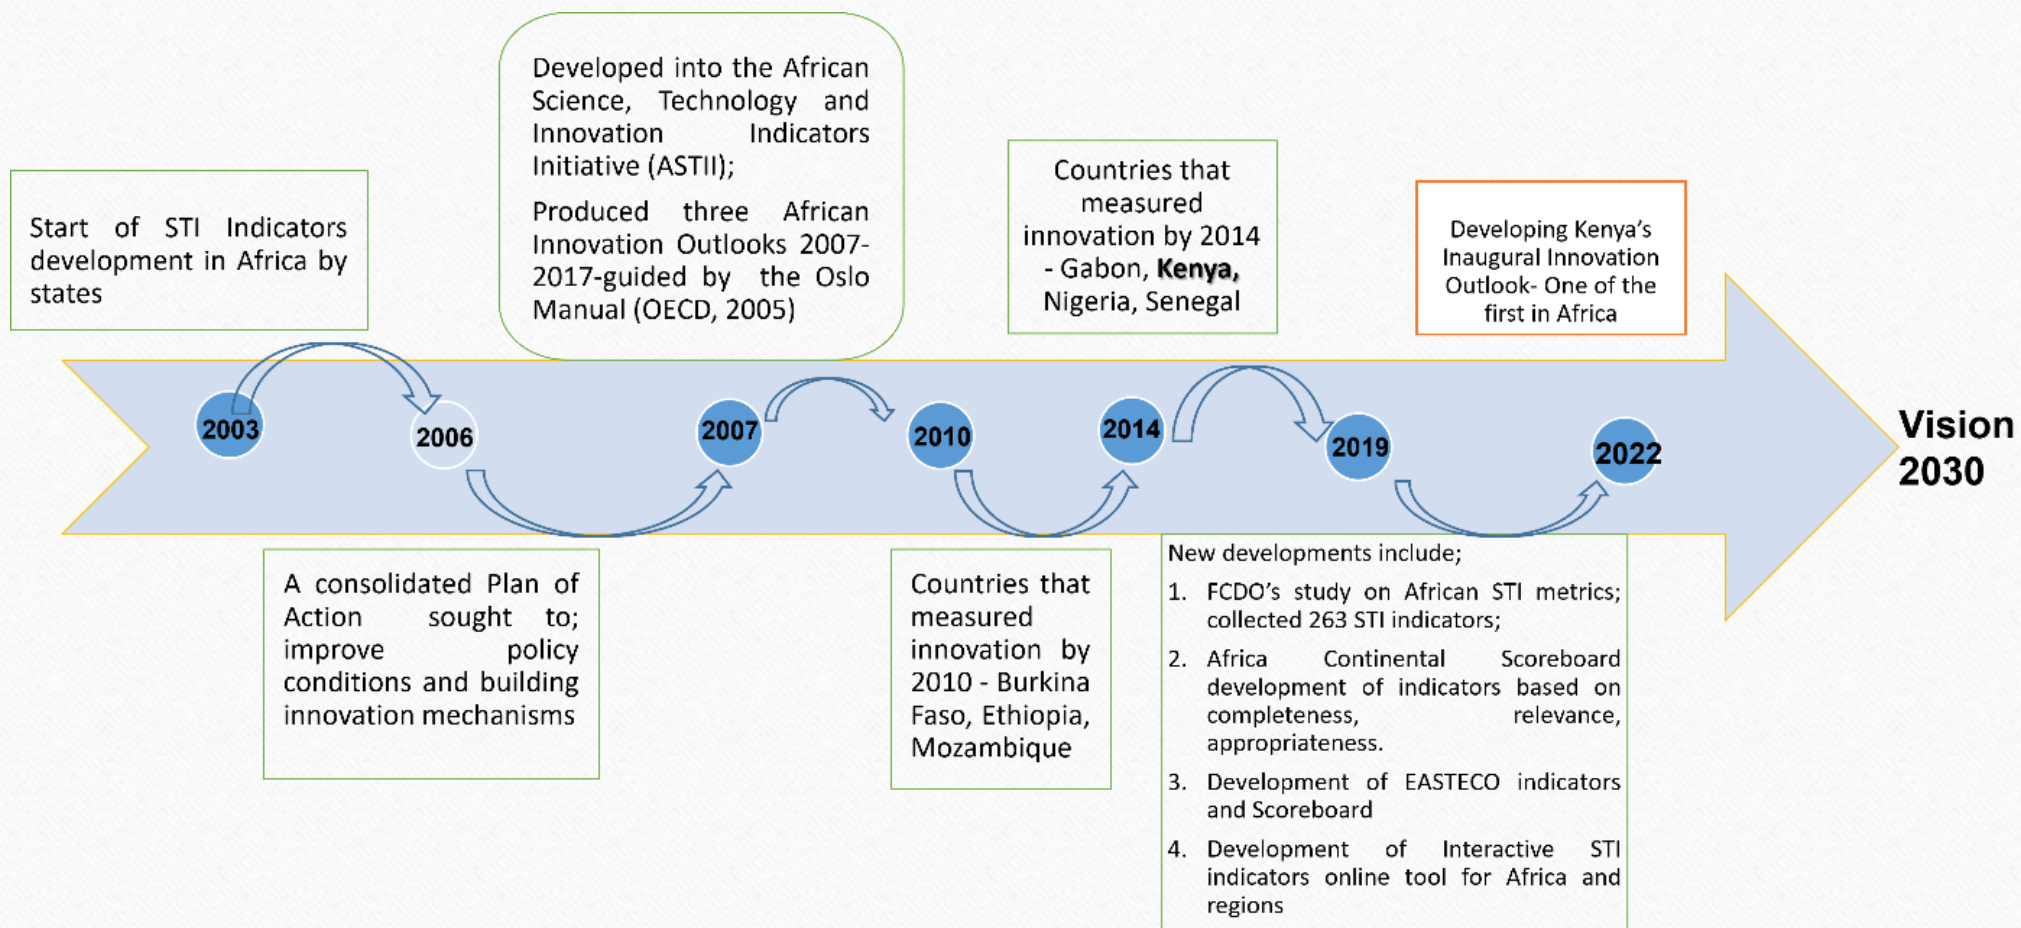 Start of STI Indicators
development in Africa by
states
Developed into the African
Science, Technology and
Innovation Indicators
Initiative (ASTII);
Produced three African
Innovation Outlooks 2007-
2017-guided by the Oslo
Manual (OECD, 2005)
Countries that
measured
innovation by 2014
- Gabon, Kenya,
Nigeria, Senegal
Developing Kenya’s
Inaugural Innovation
Outlook- One of the
first in Africa
2003
2006
2007
2010
2014
2019
2022
Vision
2030
A consolidated Plan of
Action sought to;
improve policy
conditions and building
innovation mechanisms
Countries that
measured
innovation by
2010 - Burkina
Faso, Ethiopia,
Mozambique
New developments include;
1. FCDO’s study on African STI metrics;
collected 263 STI indicators;
2. Africa Continental Scoreboard
development of indicators based on
completeness, relevance,
appropriateness.
3. Development of EASTECO indicators
and Scoreboard
4. Development of Interactive STI
indicators online tool for Africa and
regions